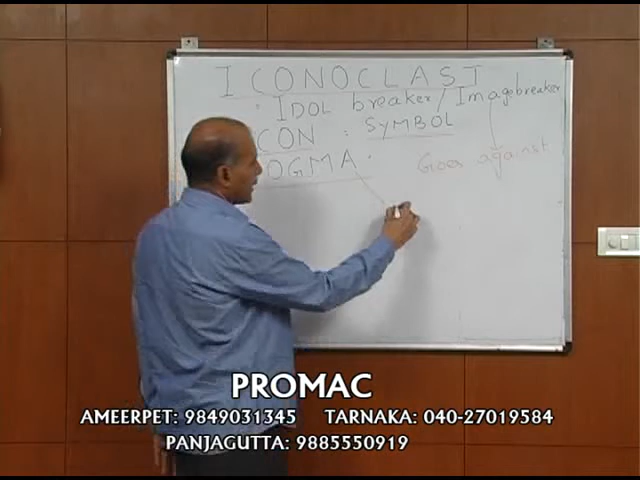 ICONOCLAST
: IDOL breaker / Imagebreaker
CON : SYMBOL
OGMA . Goes against
PROMAC
AMEERPET: 9849031345 TARNAKA: 040-27019584
PANJAGUTTA: 9885550919